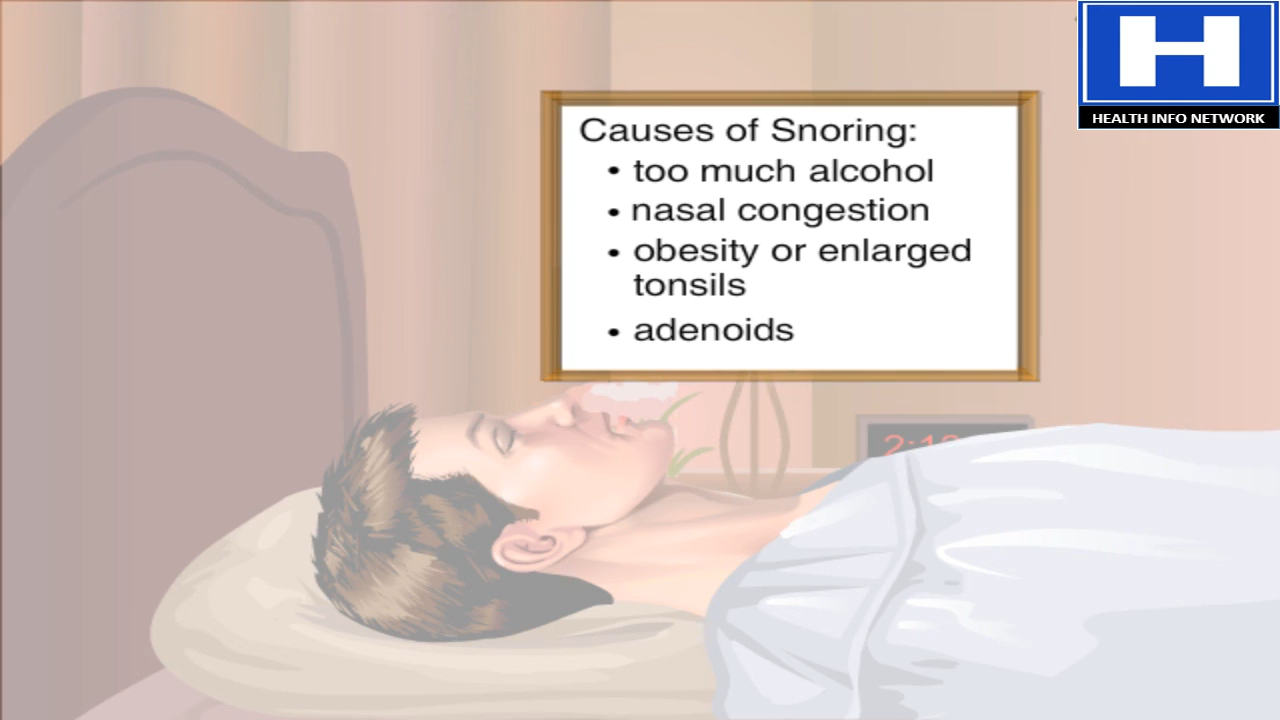 Causes of Snoring:
• too much alcohol
• nasal congestion
• obesity or enlarged
tonsils
• adenoids
H
HEALTH INFO NETWORK